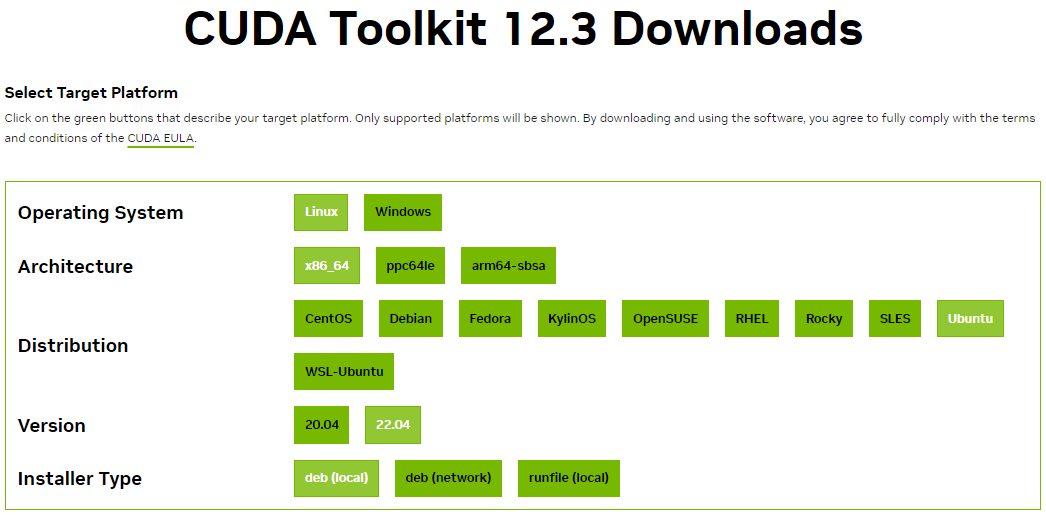 CUDA Toolkit 12.3 Downloads
Select Target Platform
Click on the green buttons that describe your target platform. Only supported platforms will be shown. By downloading and using the software, you agree to fully comply with the terms
and conditions of the CUDA EULA.
Operating System
Linux Windows
Architecture
x86_64 ppc64le arm64-sbsa
Distribution
CentOS Debian Fedora KylinOS OpenSUSE RHEL Rocky SLES Ubuntu
WSL-Ubuntu
Version
20.04 22.04
Installer Type
deb (local) deb (network) runfile (local)